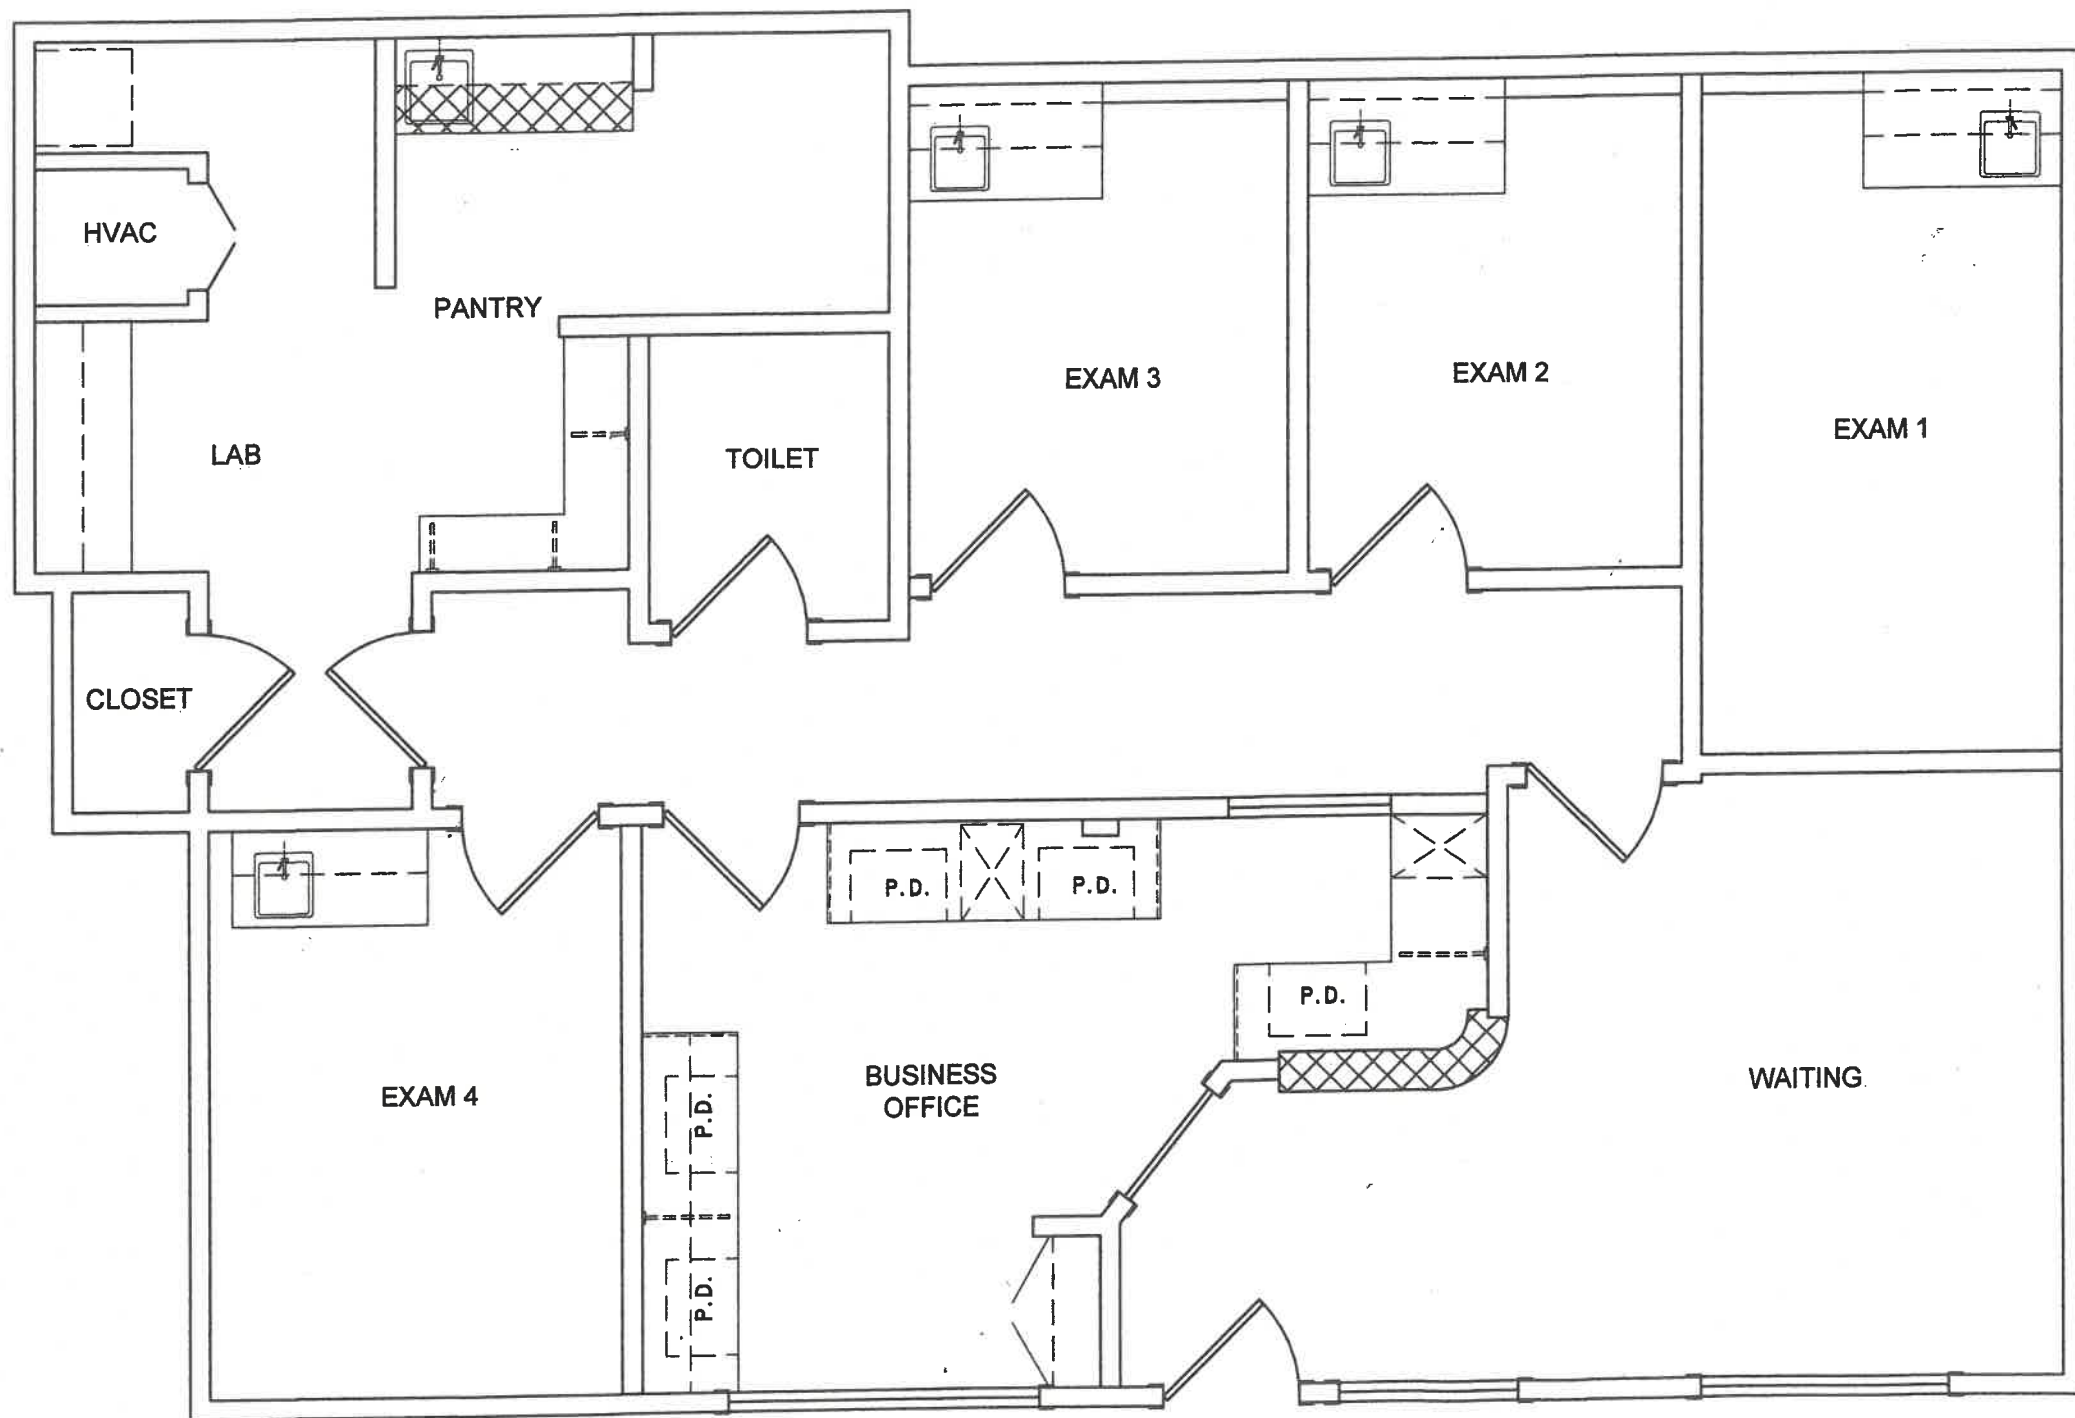 HVAC
PANTRY
LAB
TOILET
EXAM 3
EXAM 2
EXAM 1
CLOSET
P.D.
P.D.
P.D.
EXAM 4
P.D.
BUSINESS
OFFICE
WAITING
P.D.